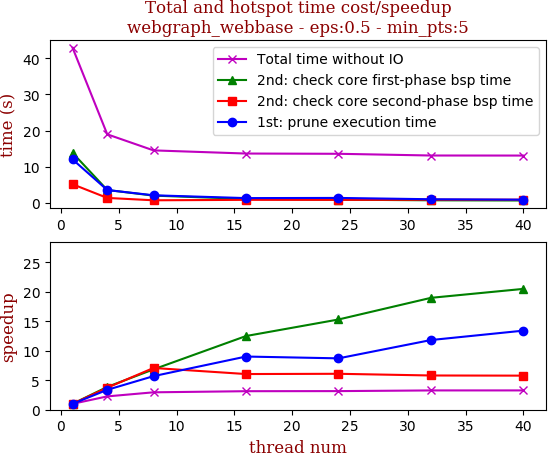 Total and hotspot time cost/speedup
webgraph_webbase - eps:0.5 - min_pts:5
time (s)
40
30
20
10
0
Total time without IO
2nd: check core first-phase bsp time
2nd: check core second-phase bsp time
1st: prune execution time
0 5 10 15 20 25 30 35 40
speedup
25
20
15
10
5
0
0 5 10 15 20 25 30 35 40
thread num